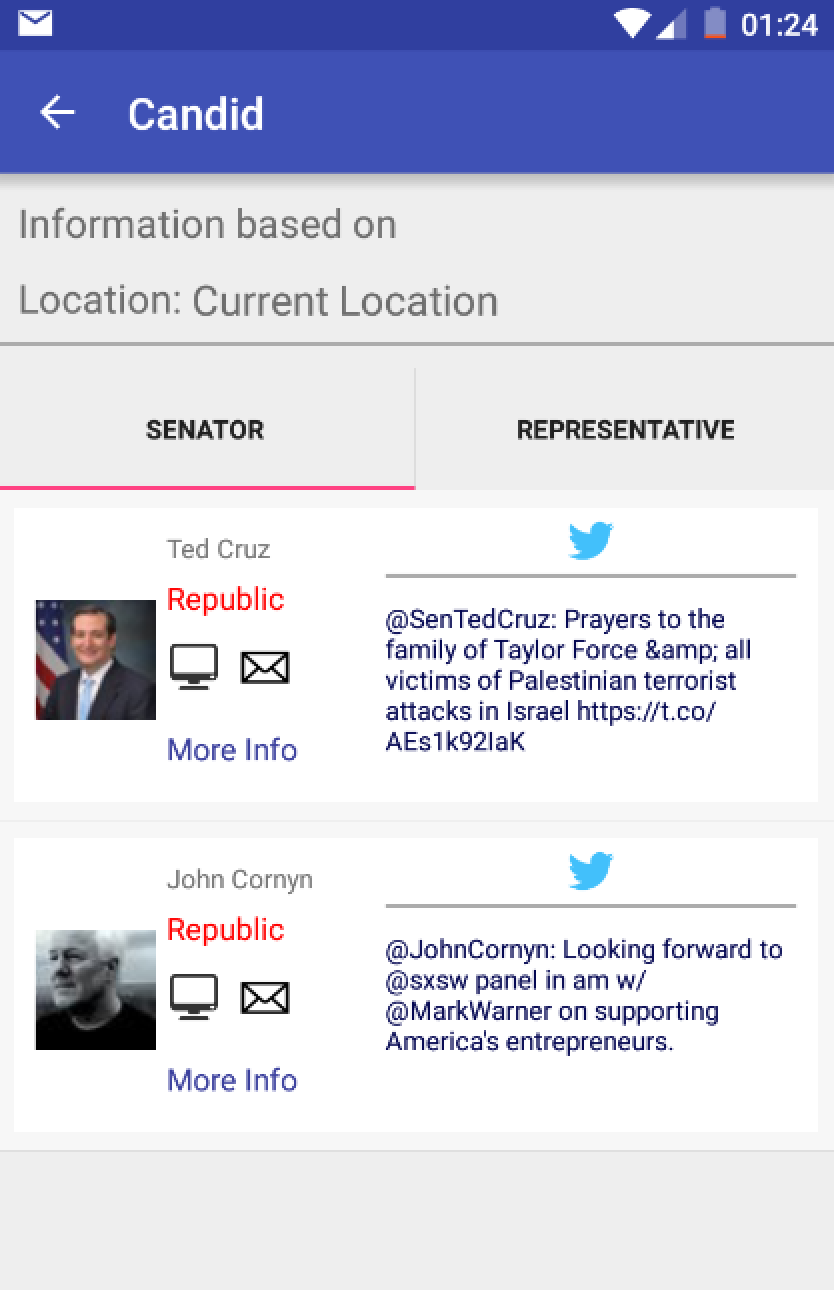 01:24
Candid
Information based on
Location: Current Location
SENATOR
REPRESENTATIVE
Ted Cruz
Republic
More Info
@SenTedCruz: Prayers to the
family of Taylor Force &amp; all
victims of Palestinian terrorist
attacks in Israel https://t.co/
AEs1k92IaK
John Cornyn
Republic
More Info
@JohnCornyn: Looking forward to
@sxsw panel in am w/
@MarkWarner on supporting
America's entrepreneurs.